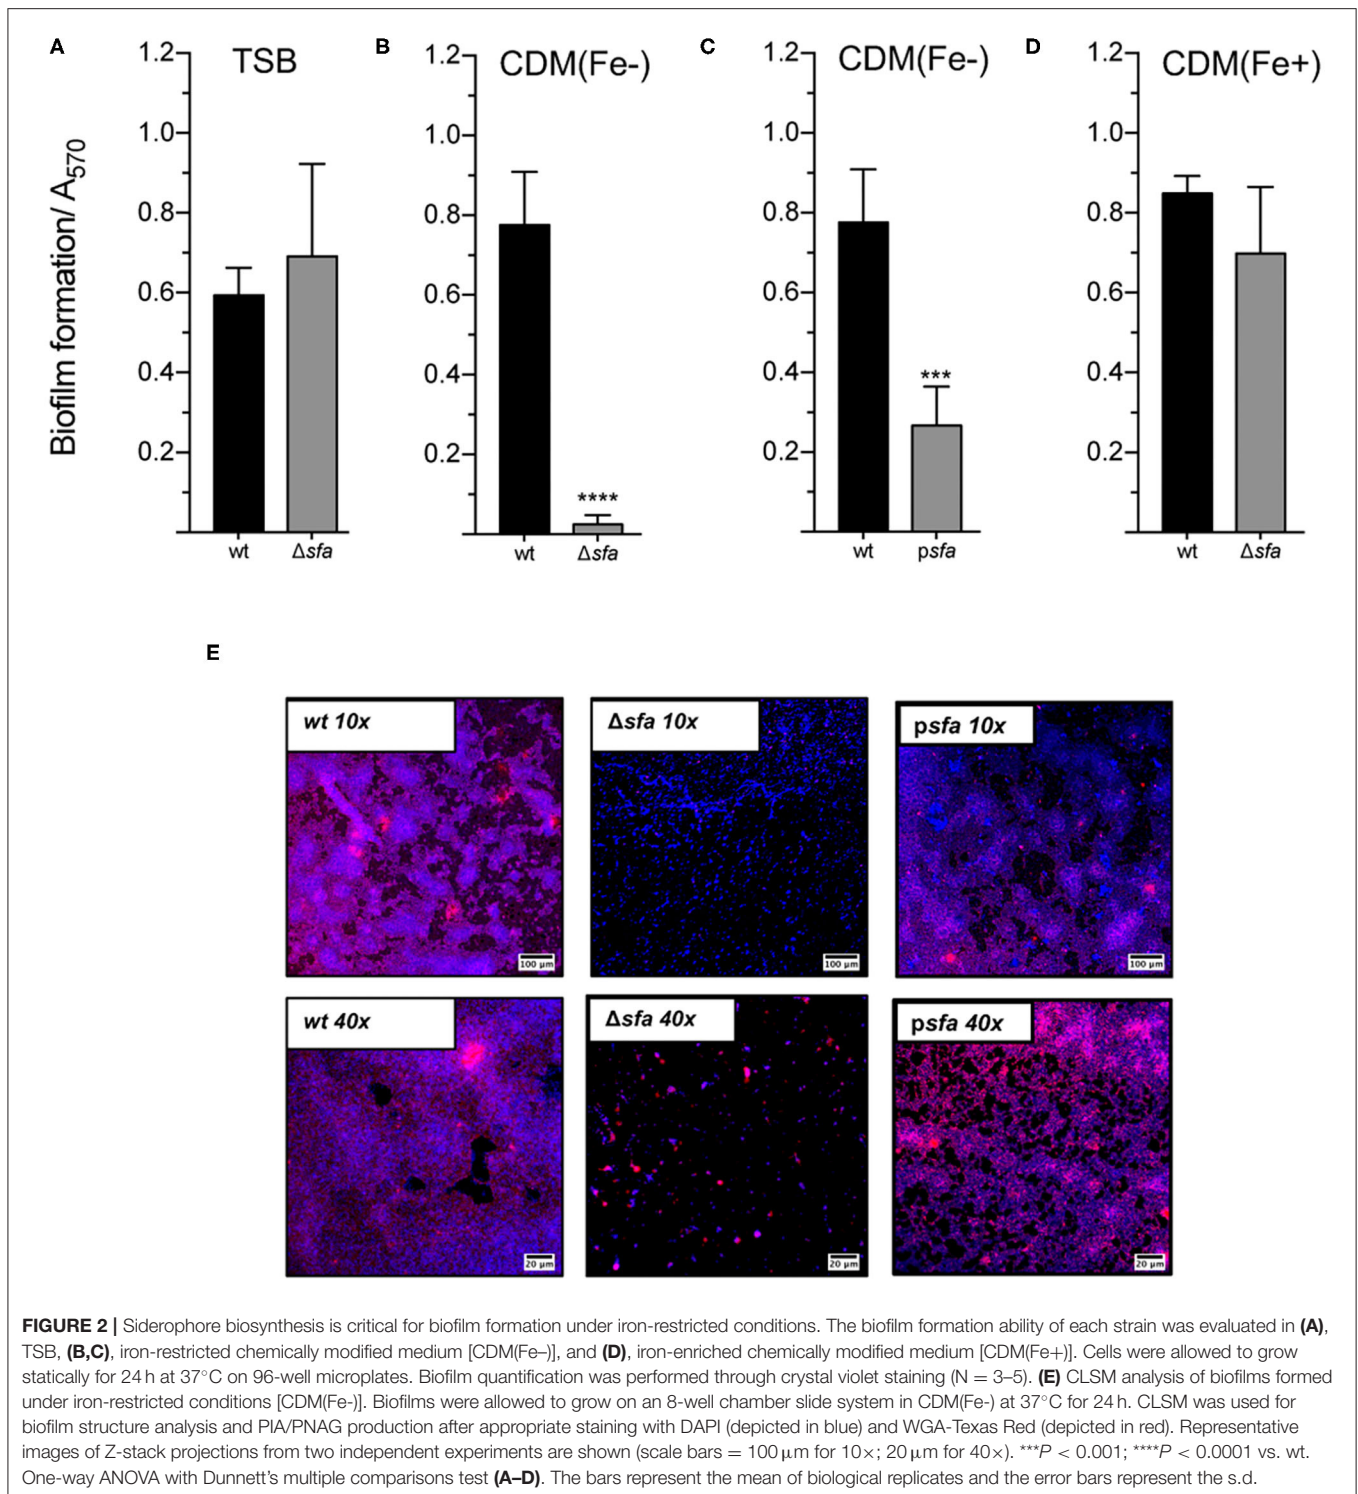 A
TSB
B
CDM(Fe-)
C
CDM(Fe-)
D
CDM(Fe+)
Biofilm formation/ A570
1.2
1.0
0.8
0.6
0.4
0.2
wt
Δsfa
1.2
1.0
0.8
0.6
0.4
0.2
****
wt
Δsfa
1.2
1.0
0.8
0.6
0.4
0.2
***
wt
psfa
1.2
1.0
0.8
0.6
0.4
0.2
wt
Δsfa
E
wt 10x
100 µm
Δsfa 10x
100 µm
psfa 10x
100 µm
wt 40x
20 µm
Δsfa 40x
20 µm
psfa 40x
20 µm
FIGURE 2 | Siderophore biosynthesis is critical for biofilm formation under iron-restricted conditions. The biofilm formation ability of each strain was evaluated in (A),
TSB, (B,C), iron-restricted chemically modified medium [CDM(Fe–)], and (D), iron-enriched chemically modified medium [CDM(Fe+)]. Cells were allowed to grow
statically for 24 h at 37°C on 96-well microplates. Biofilm quantification was performed through crystal violet staining (N = 3–5). (E) CLSM analysis of biofilms formed
under iron-restricted conditions [CDM(Fe-)]. Biofilms were allowed to grow on an 8-well chamber slide system in CDM(Fe-) at 37°C for 24 h. CLSM was used for
biofilm structure analysis and PIA/PNAG production after appropriate staining with DAPI (depicted in blue) and WGA-Texas Red (depicted in red). Representative
images of Z-stack projections from two independent experiments are shown (scale bars = 100 µm for 10×; 20 µm for 40×). ***P < 0.001; ****P < 0.0001 vs. wt.
One-way ANOVA with Dunnett's multiple comparisons test (A–D). The bars represent the mean of biological replicates and the error bars represent the s.d.